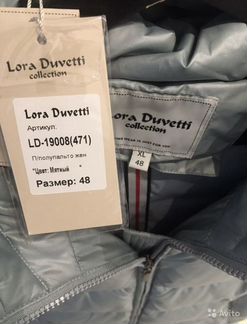 Lora Duvetti
collection
Lora Duvetti
Артикул.
LD-19008(471)
П/попупальто жен
"Цвет: Мятный "
Размер: 48
Lora Duvetti
collection
XL
48
Avito